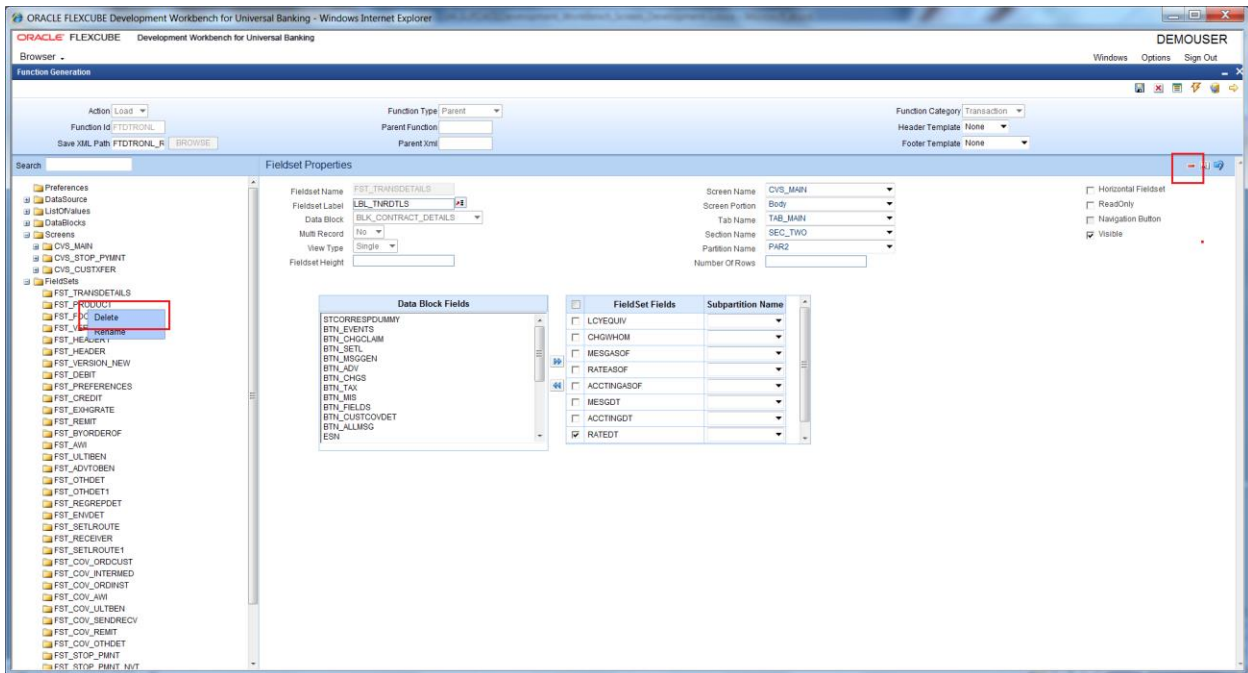 ORACLE FLEXCUBE Development Workbench for Universal Banking - Windows Internet Explorer
ORACLE FLEXCUBE Development Workbench for Universal Banking
DEMOUSER
Browser
Windows Options Sign Out
Function Generation
Action Load Function Type Parent Function Category Transaction
Function Id FTDTRONL Parent Function Header Template None
Save XML Path FTDTRONL_R BROWSE Parent Xml Footer Template None
Search
Fieldset Properties
Preferences
DataSource
ListOfValues
DataBlocks
Screens
CVS_MAIN
CVS_STOP_PYMNT
CVS_CUSTXFER
FieldSets
FST_TRANSDETAILS
FST_PRODUCT
Delete
Rename
FST_HEADER1
FST_HEADER
FST_VERSION_NEW
FST_DEBIT
FST_PREFERENCES
FST_CREDIT
FST_EXHGRATE
FST_REMIT
FST_BYORDEROF
FST_AWI
FST_ULTIBEN
FST_ADVTOBEN
FST_OTHDET
FST_OTHDET1
FST_REGREPDET
FST_ENVDET
FST_SETLROUTE
FST_RECEIVER
FST_SETLROUTE1
FST_COV_ORDCUST
FST_COV_INTERMED
FST_COV_ORDINST
FST_COV_AWI
FST_COV_ULTBEN
FST_COV_SENDRECV
FST_COV_REMIT
FST_COV_OTHDET
FST_STOP_PMNT
FST_STOP_PMNT_NVT
Fieldset Name FST_TRANSDETAILS Screen Name CVS_MAIN Horizontal Fieldset
Fieldset Label LBL_TNRDTLS Screen Portion Body ReadOnly
Data Block BLK_CONTRACT_DETAILS Tab Name TAB_MAIN Navigation Button
Multi Record No Section Name SEC_TWO Visible
View Type Single Partition Name PAR2
Fieldset Height Number Of Rows
Data Block Fields
STCORRESPDUMMY
BTN_EVENTS
BTN_CHGCLAIM
BTN_SETL
BTN_MSGGEN
BTN_ADV
BTN_CHGS
BTN_TAX
BTN_MIS
BTN_FIELDS
BTN_CUSTCOVDET
BTN_ALLMSG
ESN
FieldSet Fields Subpartition Name
LCYEQUIV
CHGWHOM
MESGASOF
RATEASOF
ACCTINGASOF
MESGDT
ACCTINGDT
RATEDT